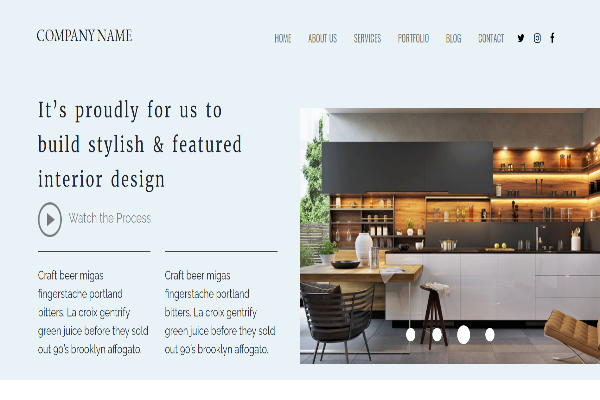 COMPANY NAME
HOME ABOUT US SERVICES PORTFOLIO BLOG CONTACT
It's proudly for us to
build stylish & featured
interior design
Watch the Process
Craft beer migas
fingerstache portland
bitters. La croix gentrify
green juice before they sold
out 90's brooklyn affogato.
Craft beer migas
fingerstache portland
bitters. La croix gentrify
green juice before they sold
out 90's brooklyn affogato.